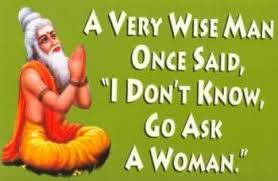 A VERY WISE MAN
ONCE SAID,
"I DON'T KNOW,
GO ASK
A WOMAN."